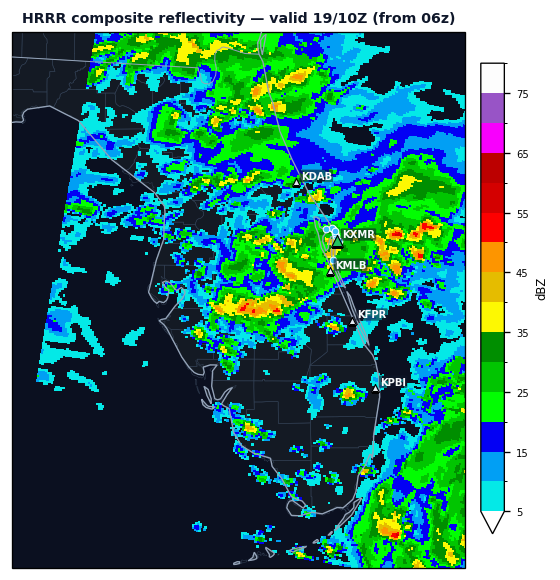 HRRR composite reflectivity — valid 19/10Z (from 06z)
KDAB
KXMR
KMLB
KFPR
KPBI
75
65
55
45
35
25
15
5
dBZ